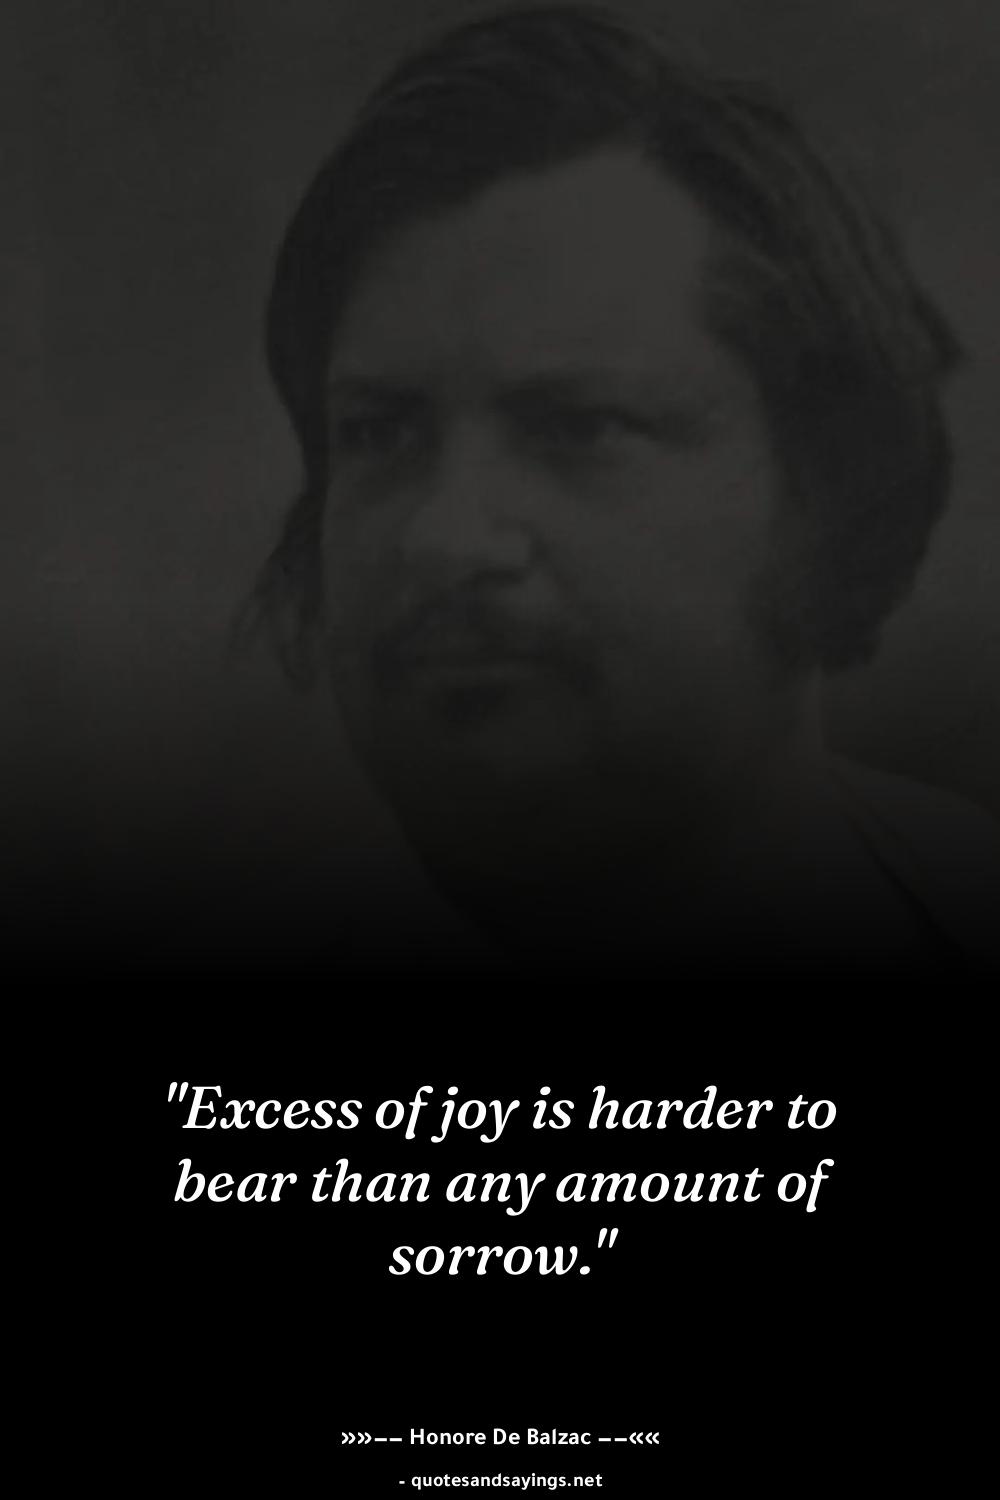 "Excess of joy is harder to
bear than any amount of
sorrow."
»»−− Honore De Balzac −−««
- quotesandsayings.net